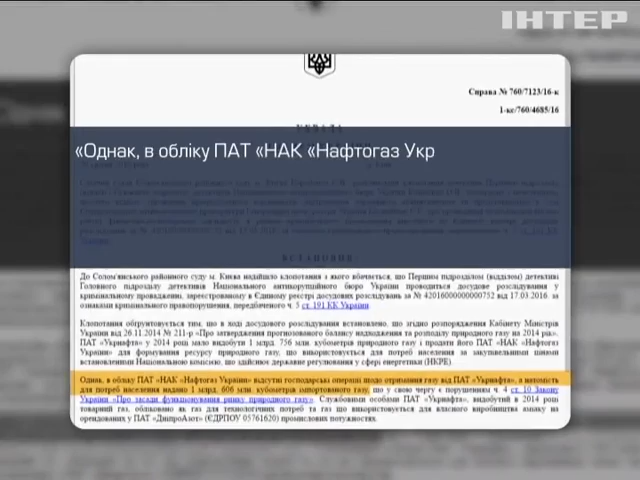 ІНТЕР
Справа № 760/7123/16-к
1-кс/760/4685/16
«Однак, в обліку ПАТ «НАК «Нафтогаз Укр
ВСТАНОВИВ
До Солом'янського районного суду м. Києва надійшло клопотання з якого вбачається, що Першим підрозділом (відділом) детективів
Головного підрозділу детективів Національного антикорупційного бюро України проводиться досудове розслідування у
кримінальному провадженні, зареєстрованому в Єдиному реєстрі досудових розслідувань за № 42016000000000752 від 17.03.2016 за
ознаками кримінального правопорушення, передбаченого ч. 5 ст. 191 КК України.
Клопотання обґрунтовується тим, що в ході досудового розслідування встановлено, що згідно розпорядження Кабінету Міністрів
України від 26.11.2014 № 211-р «Про затвердження прогнозованого балансу надходження та розподілу природного газу на 2014 рік».
ПАТ «Укрнафта» у 2014 році мало видобути 1 млрд. 756 млн. кубометрів природного газу і продати його ПАТ «НАК «Нафтогаз»
для формування ресурсу природного газу, що використовується для потреб населення за закупівельними цінами
встановленими Національною комісією, що здійснює державне регулювання у сфері енергетики (НКРЕ).
Однак, в обліку ПАТ «НАК «Нафтогаз України» відсутні господарські операції щодо отримання газу від ПАТ «Укрнафта», а натомість
для потреб населення надано 1 млрд. 606 млн. кубометрів імпортованого газу, що у свою чергу є порушенням ч. 4 ст. 10 Закону
України «Про засади функціонування ринку природного газу». Службовими особами ПАТ «Укрнафта», видобутий в 2014 році
товарний газ, обліковано як газ для технологічних потреб та газ що використовується для власного виробництва аміаку на
орендованих у ПАТ «ДніпроАзот» (ЄДРПОУ 05761620) промислових потужностях.